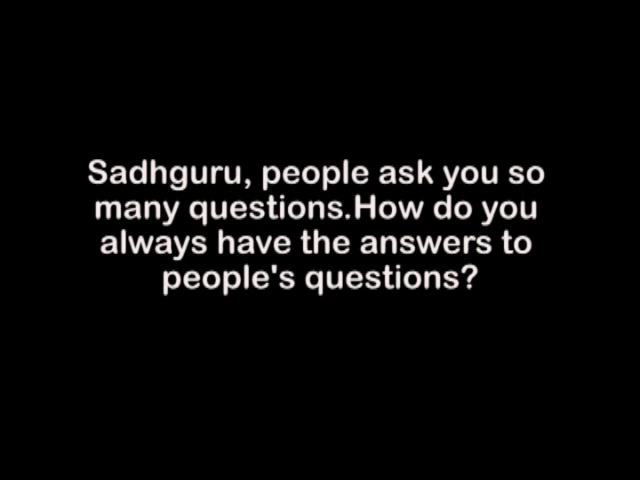 Sadhguru, people ask you so
many questions.How do you
always have the answers to
people's questions?